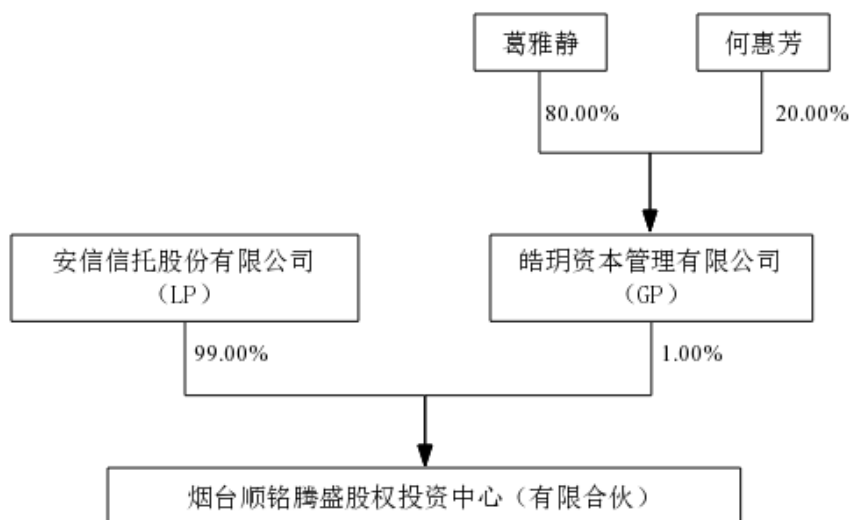 葛雅静
何惠芳
80.00%
20.00%
安信信托股份有限公司
（LP）
皓玥资本管理有限公司
（GP）
99.00%
1.00%
烟台顺铭腾盛股权投资中心（有限合伙）